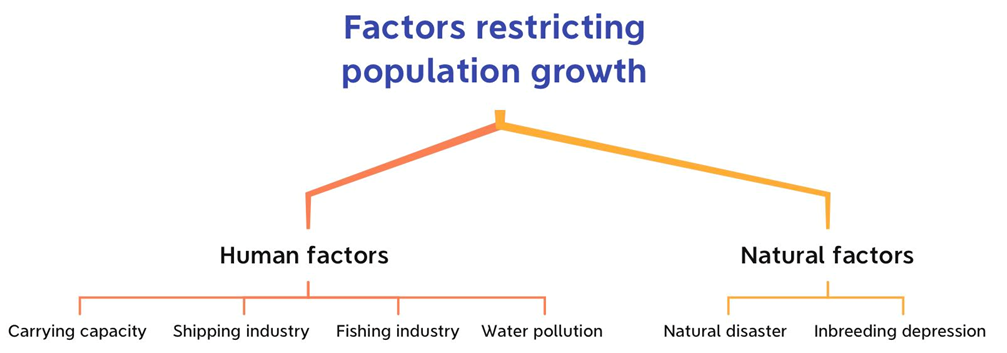 Factors restricting
population growth
Human factors
Natural factors
Carrying capacity
Shipping industry
Fishing industry
Water pollution
Natural disaster
Inbreeding depression